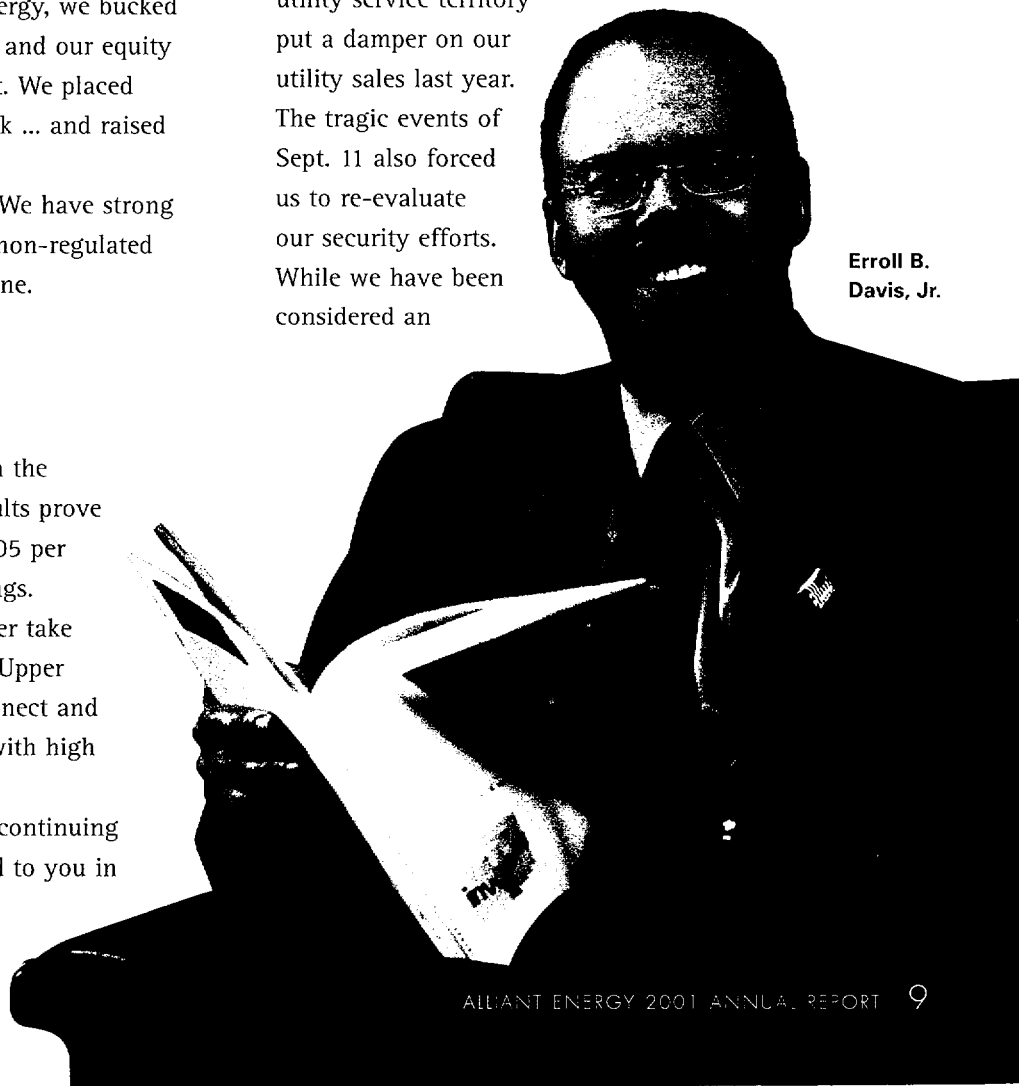 ergy, we bucked
and our equity
t. We placed
k ... and raised
We have strong
non-regulated
ne.
n the
ults prove
05 per
gs.
er take
Upper
nect and
with high
continuing
d to you in
utility service territory
put a damper on our
utility sales last year.
The tragic events of
Sept. 11 also forced
us to re-evaluate
our security efforts.
While we have been
considered an
Erroll B.
Davis, Jr.
ALLIANT ENERGY 2001 ANNUAL REPORT 9